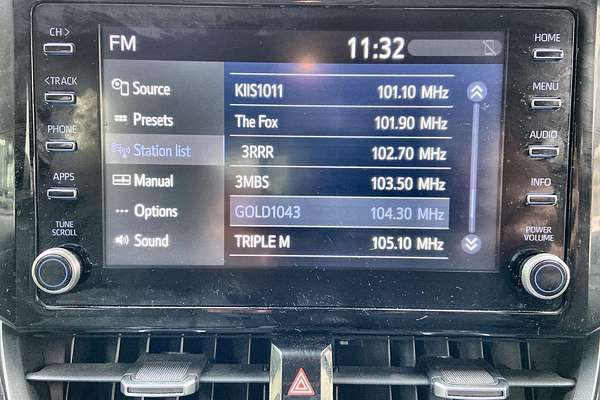 CH >
FM
11:32
HOME
< TRACK
Source
KIIS1011 101.10 MHz
MENU
Presets
The Fox 101.90 MHz
PHONE
Station list
3RRR 102.70 MHz
AUDIO
APPS
Manual
3MBS 103.50 MHz
INFO
Options
GOLD1043 104.30 MHz
TUNE
SCROLL
Sound
TRIPLE M 105.10 MHz
POWER
VOLUME